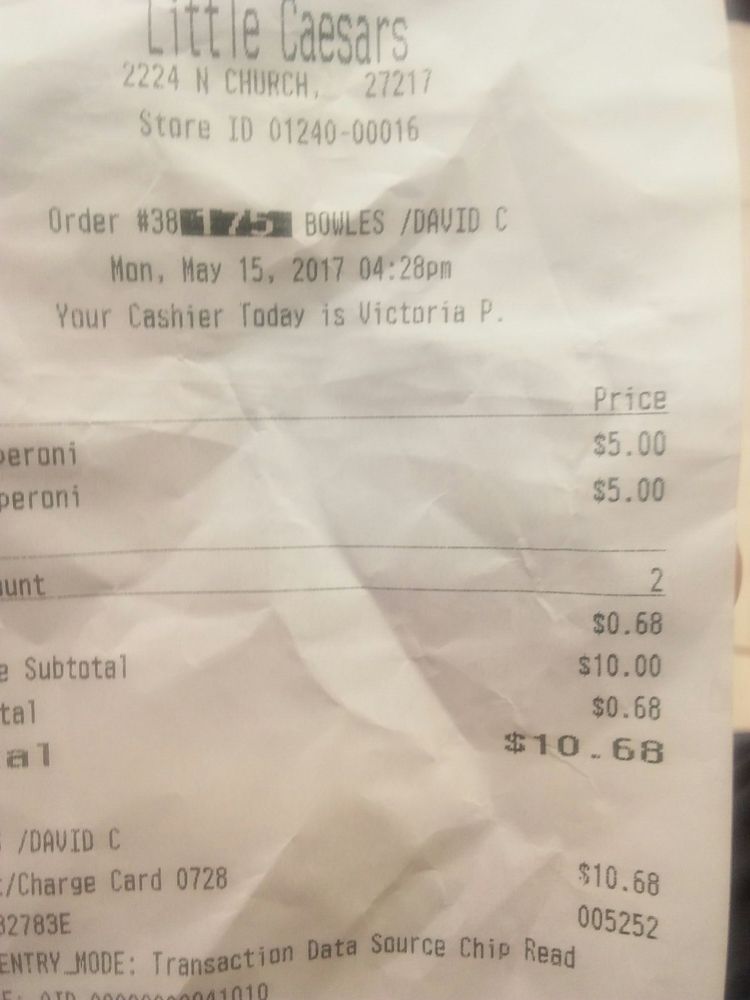 Little Caesars
2224 N CHURCH, 27217
Store ID 01240-00016
Order #38175 BOWLES /DAVID C
Mon, May 15, 2017 04:28pm
Your Cashier Today is Victoria P.
Price
peroni $5.00
peroni $5.00
unt 2
$0.68
e Subtotal $10.00
tal $0.68
al $10.68
/DAVID C
t/Charge Card 0728 $10.68
32783E 005252
ENTRY_MODE: Transaction Data Source Chip Read